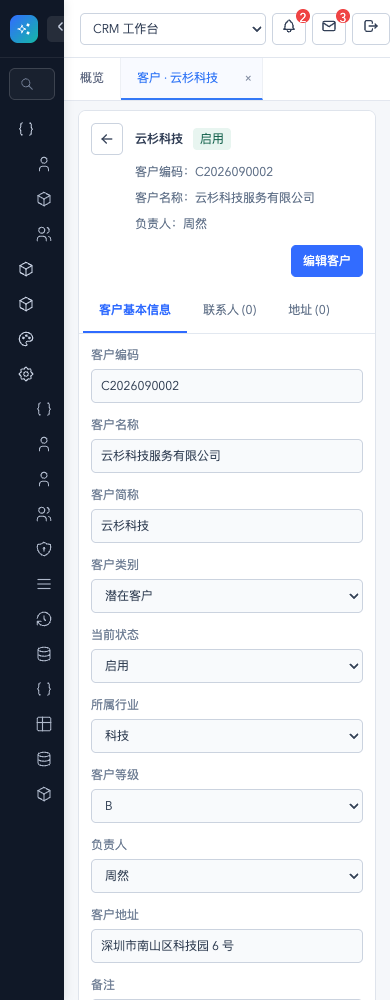 CRM 工作台
2
3
概览
客户 · 云杉科技
×
云杉科技
启用
客户编码: C2026090002
客户名称: 云杉科技服务有限公司
负责人: 周然
编辑客户
客户基本信息
联系人 (0)
地址 (0)
客户编码
C2026090002
客户名称
云杉科技服务有限公司
客户简称
云杉科技
客户类别
潜在客户
当前状态
启用
所属行业
科技
客户等级
B
负责人
周然
客户地址
深圳市南山区科技园 6 号
备注